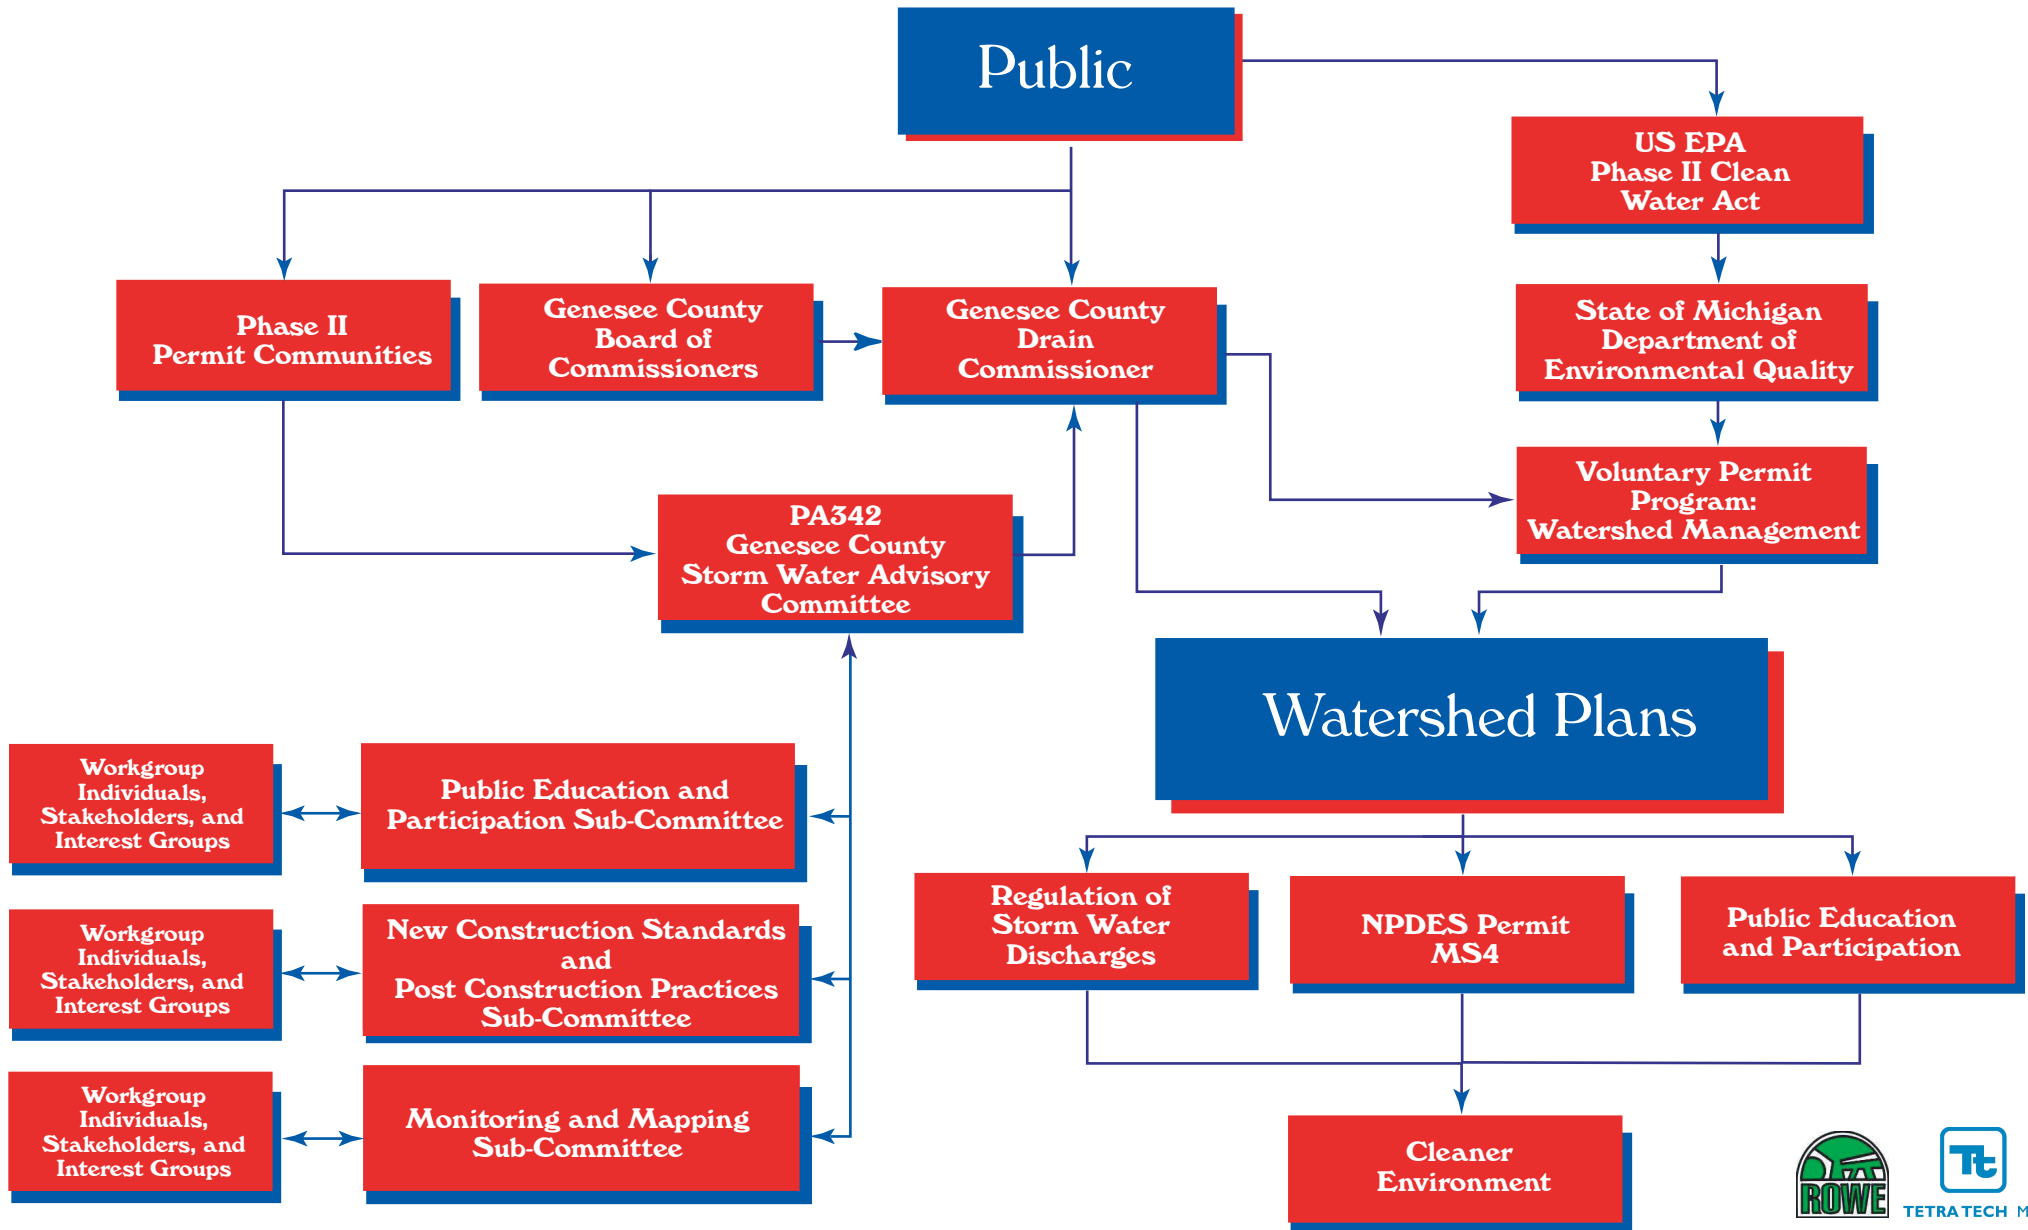 Public
US EPA
Phase II Clean
Water Act
Phase II
Permit Communities
Genesee County
Board of
Commissioners
Genesee County
Drain
Commissioner
State of Michigan
Department of
Environmental Quality
PA342
Genesee County
Storm Water Advisory
Committee
Voluntary Permit
Program:
Watershed Management
Watershed Plans
Workgroup
Individuals,
Stakeholders, and
Interest Groups
Public Education and
Participation Sub-Committee
Workgroup
Individuals,
Stakeholders, and
Interest Groups
New Construction Standards
and
Post Construction Practices
Sub-Committee
Workgroup
Individuals,
Stakeholders, and
Interest Groups
Monitoring and Mapping
Sub-Committee
Regulation of
Storm Water
Discharges
NPDES Permit
MS4
Public Education
and Participation
Cleaner
Environment
ROWE
Tt
TETRA TECH M